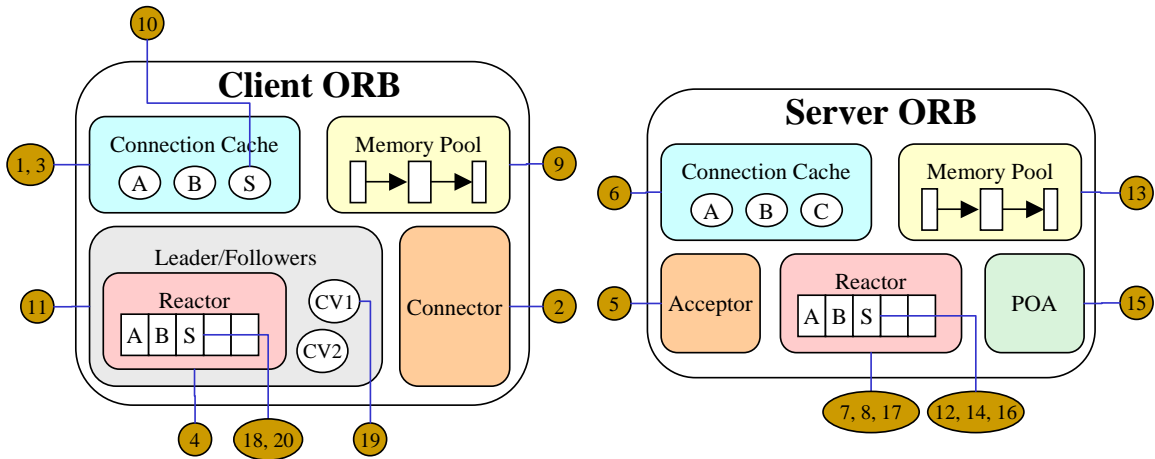 10
Client ORB
Connection Cache
A B S
Memory Pool
1, 3
9
Leader/Followers
Reactor
A B S
CV1
CV2
Connector
11
2
4
18, 20
19
Server ORB
Connection Cache
A B C
Memory Pool
6
13
Acceptor
Reactor
A B S
POA
5
15
7, 8, 17
12, 14, 16